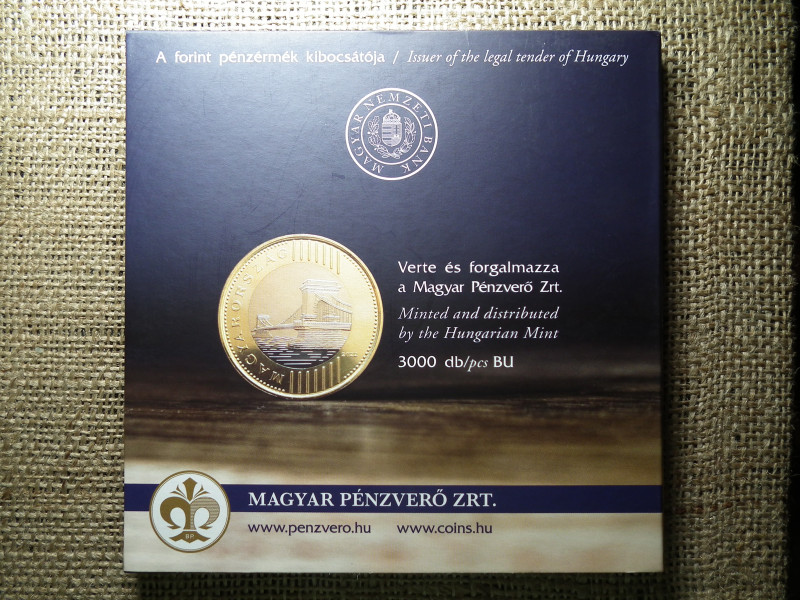 A forint pénzérmék kibocsátója / Issuer of the legal tender of Hungary
MAGYAR NEMZETI BANK
MAGYARORSZÁG
Verte és forgalmazza
a Magyar Pénzverő Zrt.
Minted and distributed
by the Hungarian Mint
3000 db/pcs BU
BP
MAGYAR PÉNZVERŐ ZRT.
www.penzvero.hu www.coins.hu